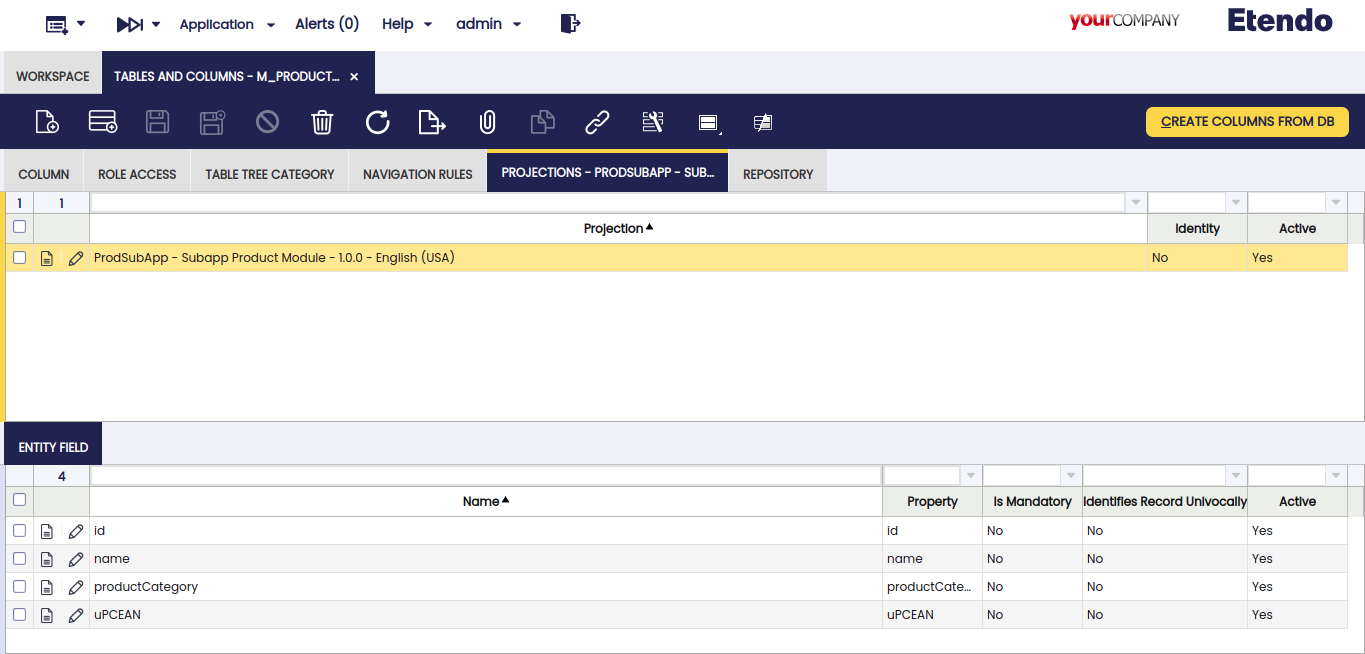 Application Alerts (0) Help admin yourCOMPANY Etendo
WORKSPACE TABLES AND COLUMNS - M_PRODUCT... ×
CREATE COLUMNS FROM DB
COLUMN ROLE ACCESS TABLE TREE CATEGORY NAVIGATION RULES PROJECTIONS - PRODSUBAPP - SUB... REPOSITORY
1 1
Projection Identity Active
ProdSubApp - Subapp Product Module - 1.0.0 - English (USA) No Yes
ENTITY FIELD
4
Name Property Is Mandatory Identifies Record Univocally Active
id id No No Yes
name name No No Yes
productCategory productCate... No No Yes
uPCEAN uPCEAN No No Yes